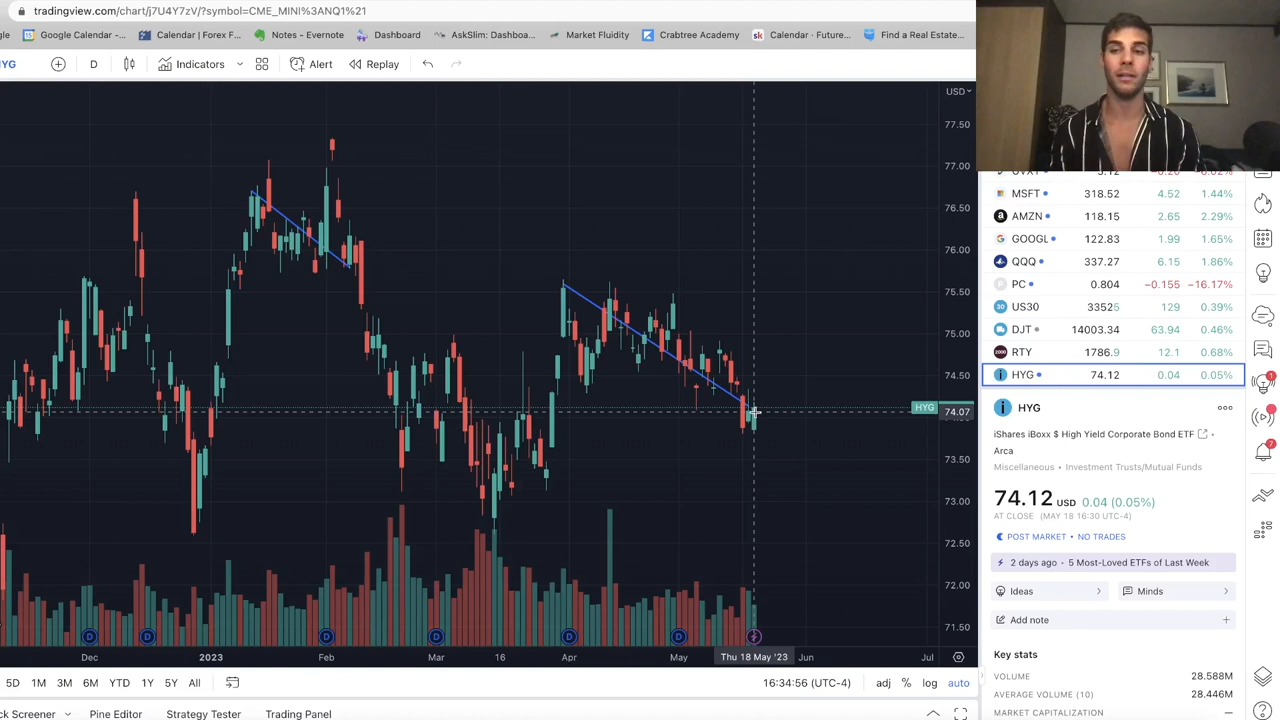 tradingview.com/chart/j7U4Y7zV/?symbol=CME_MINI%3ANQ1%21
gle Google Calendar -... Calendar | Forex F... Notes – Evernote Dashboard AskSlim: Dashboa... Market Fluidity Crabtree Academy Calendar · Future... Find a Real Estate...
HYG D Indicators Alert Replay
USD
77.50
77.00
76.50
76.00
75.50
75.00
74.50
HYG
74.07
73.50
73.00
72.50
72.00
71.50
D D D D D D
Dec 2023 Feb Mar 16 Apr May Thu 18 May '23 Jun Jul
5D 1M 3M 6M YTD 1Y 5Y All 16:34:56 (UTC-4) adj % log auto
ck Screener Pine Editor Strategy Tester Trading Panel
UVXY 5.12 −0.20 −6.02%
MSFT 318.52 4.52 1.44%
AMZN 118.15 2.65 2.29%
GOOGL 122.83 1.99 1.65%
QQQ 337.27 6.15 1.86%
PC 0.804 −0.155 −16.17%
US30 33525 129 0.39%
DJT 14003.34 63.94 0.46%
RTY 1786.9 12.1 0.68%
HYG 74.12 0.04 0.05%
HYG
iShares iBoxx $ High Yield Corporate Bond ETF
Arca
Miscellaneous • Investment Trusts/Mutual Funds
74.12 USD 0.04 (0.05%)
AT CLOSE (MAY 18 16:30 UTC-4)
POST MARKET • NO TRADES
2 days ago • 5 Most-Loved ETFs of Last Week
Ideas Minds
Add note
Key stats
VOLUME 28.588M
AVERAGE VOLUME (10) 28.446M
MARKET CAPITALIZATION —
1
7